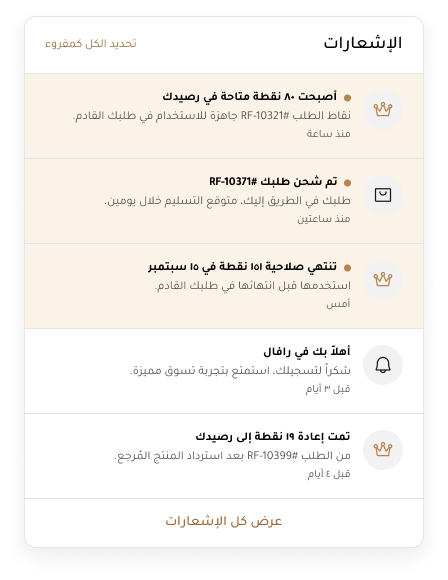 الإشعارات
تحديد الكل كمقروء
أصبحت ٨٠ نقطة متاحة في رصيدك
نقاط الطلب #RF-10321 جاهزة للاستخدام في طلبك القادم.
منذ ساعة
تم شحن طلبك #RF-10371
طلبك في الطريق إليك، متوقع التسليم خلال يومين.
منذ ساعتين
تنتهي صلاحية ١٥١ نقطة في ١٥ سبتمبر
استخدمها قبل انتهائها في طلبك القادم.
أمس
أهلاً بك في رافال
شكراً لتسجيلك، استمتع بتجربة تسوق مميزة.
قبل ٣ أيام
تمت إعادة ١٩ نقطة إلى رصيدك
من الطلب #RF-10399 بعد استرداد المنتج المُرجع.
قبل ٤ أيام
عرض كل الإشعارات